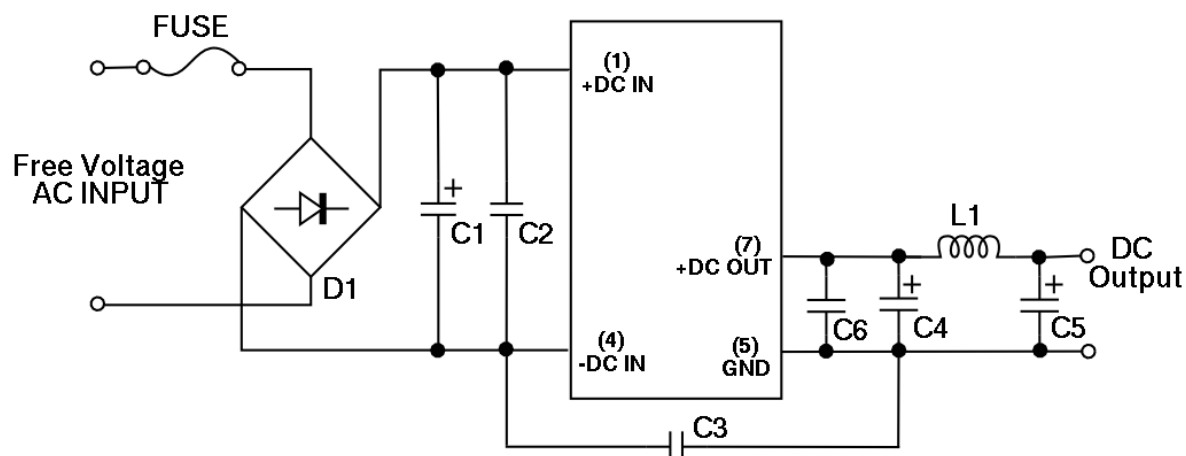 FUSE
Free Voltage
AC INPUT
D1
+
C1
C2
(1)
+DC IN
(4)
-DC IN
(7)
+DC OUT
(5)
GND
C3
C6
+
C4
L1
+
C5
DC
Output